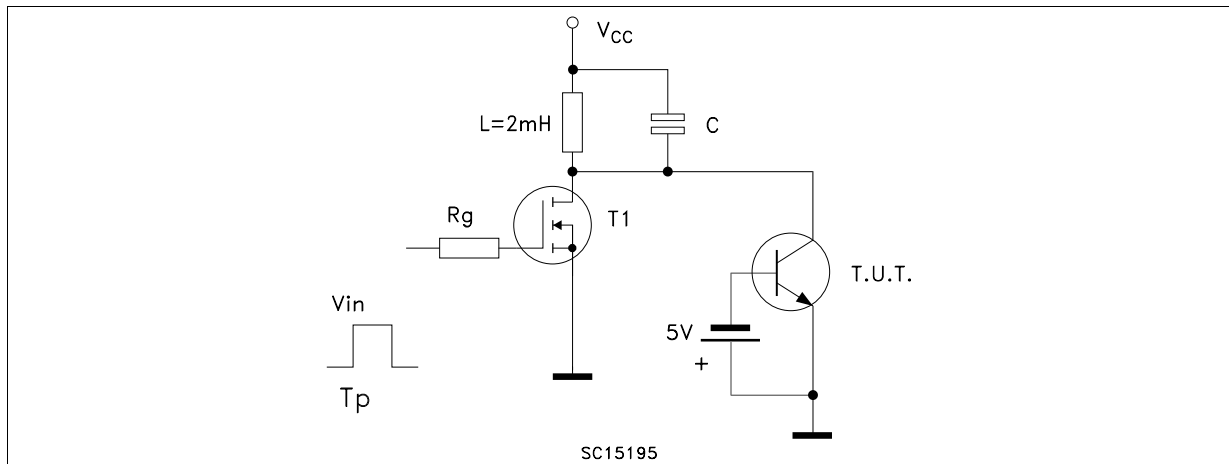 VCC
L=2mH
C
Rg
T1
T.U.T.
Vin
5V
+
Tp
SC15195